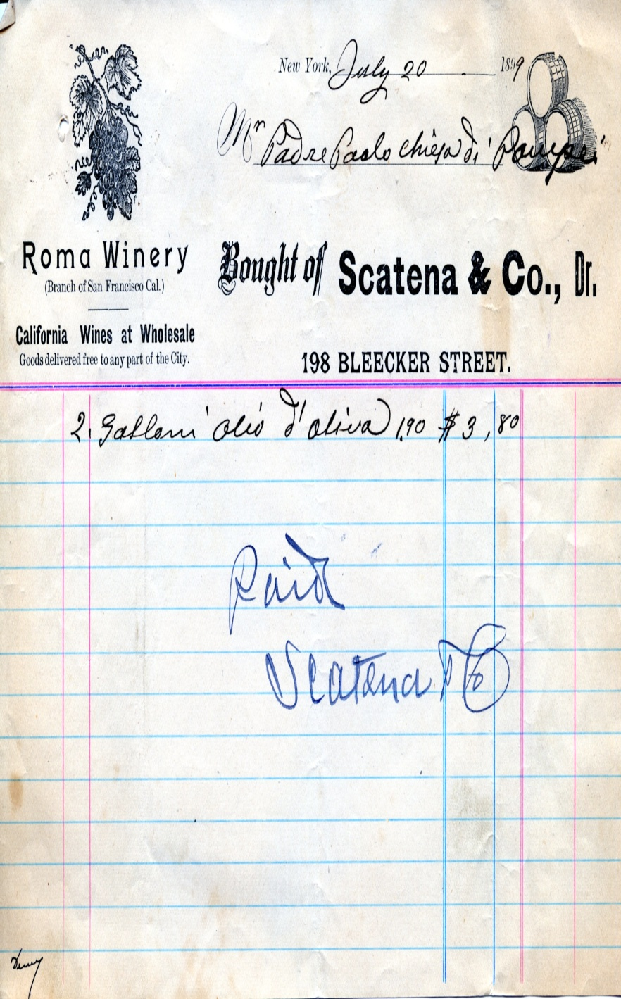 New York, July 20 1899
Mr Padre Paolo Chiesa di Pompei
Roma Winery
(Branch of San Francisco Cal.)
California Wines at Wholesale
Goods delivered free to any part of the City.
Bought of Scatena & Co., Dr.
198 BLEECKER STREET.
2. Galloni olio d'oliva 1,90 $ 3,80
Paid
Scatena & Co